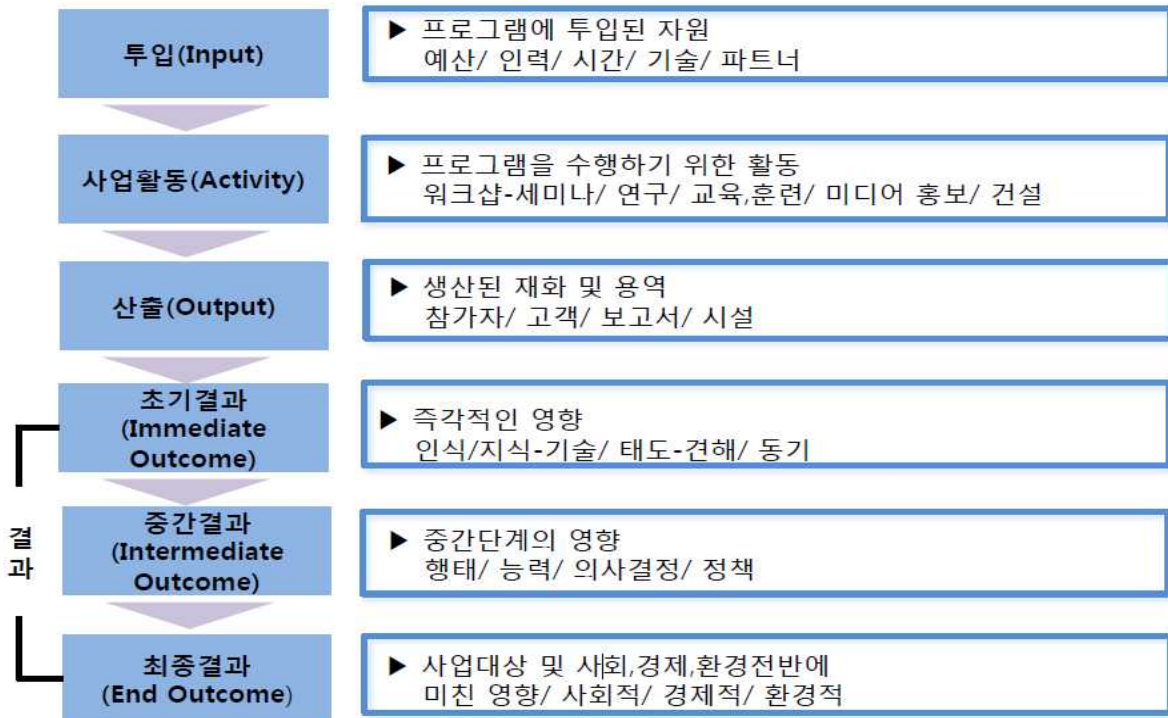 투입(Input)
▶ 프로그램에 투입된 자원
예산/ 인력/ 시간/ 기술/ 파트너
사업활동(Activity)
▶ 프로그램을 수행하기 위한 활동
워크샵-세미나/ 연구/ 교육,훈련/ 미디어 홍보/ 건설
산출(Output)
▶ 생산된 재화 및 용역
참가자/ 고객/ 보고서/ 시설
결
과
초기결과
(Immediate
Outcome)
▶ 즉각적인 영향
인식/지식-기술/ 태도-견해/ 동기
중간결과
(Intermediate
Outcome)
▶ 중간단계의 영향
행태/ 능력/ 의사결정/ 정책
최종결과
(End Outcome)
▶ 사업대상 및 사회,경제,환경전반에
미친 영향/ 사회적/ 경제적/ 환경적